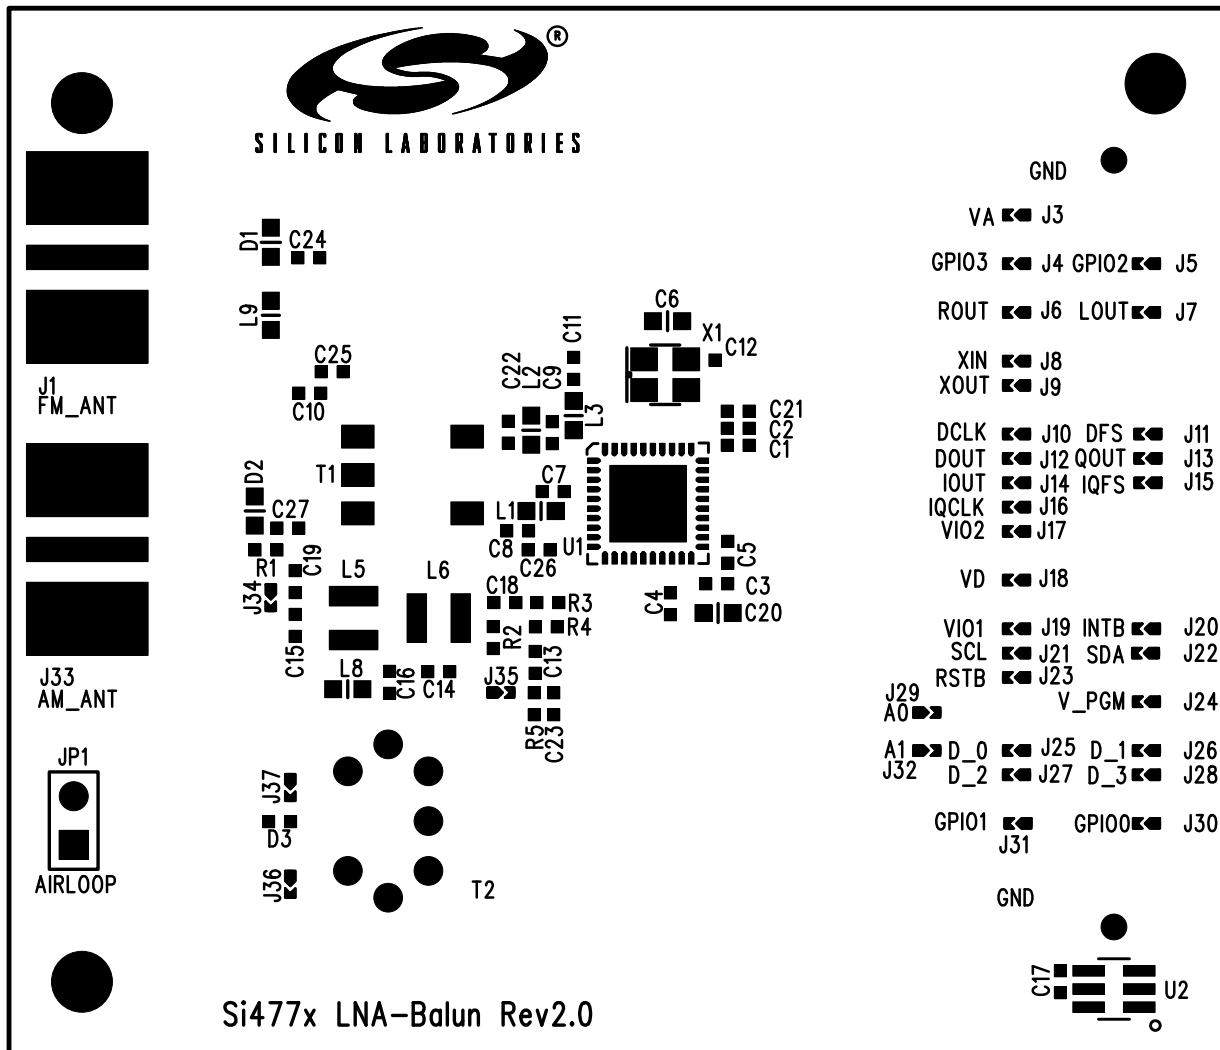 ®
SILICON LABORATORIES
GND
VA J3
D1 C24
GPIO3 J4 GPIO2 J5
L9
C6
ROUT J6 LOUT J7
C11
X1
C12
C25
XIN J8
J1
FM_ANT
C22 L2 C9
XOUT J9
C10
L3
C21
C2
C1
DCLK J10 DFS J11
DOUT J12 QOUT J13
IOUT J14 IQFS J15
D2
T1
C7
IQCLK J16
L1
C27
VIO2 J17
C8 U1
C26
C5
R1 C19 L5 L6
VD J18
J34
C18 R3
C4 C3
C20
C15
R2 R4
VIO1 J19 INTB J20
SCL J21 SDA J22
J33
AM_ANT
L8 C16 C14 J35 C13
RSTB J23
J29
A0
V_PGM J24
R5 C23
JP1
A1 D_0 J25 D_1 J26
J32 D_2 J27 D_3 J28
J37
D3
GPIO1 GPIO0 J30
J31
AIRLOOP
J36
T2
GND
C17
U2
Si477x LNA-Balun Rev2.0